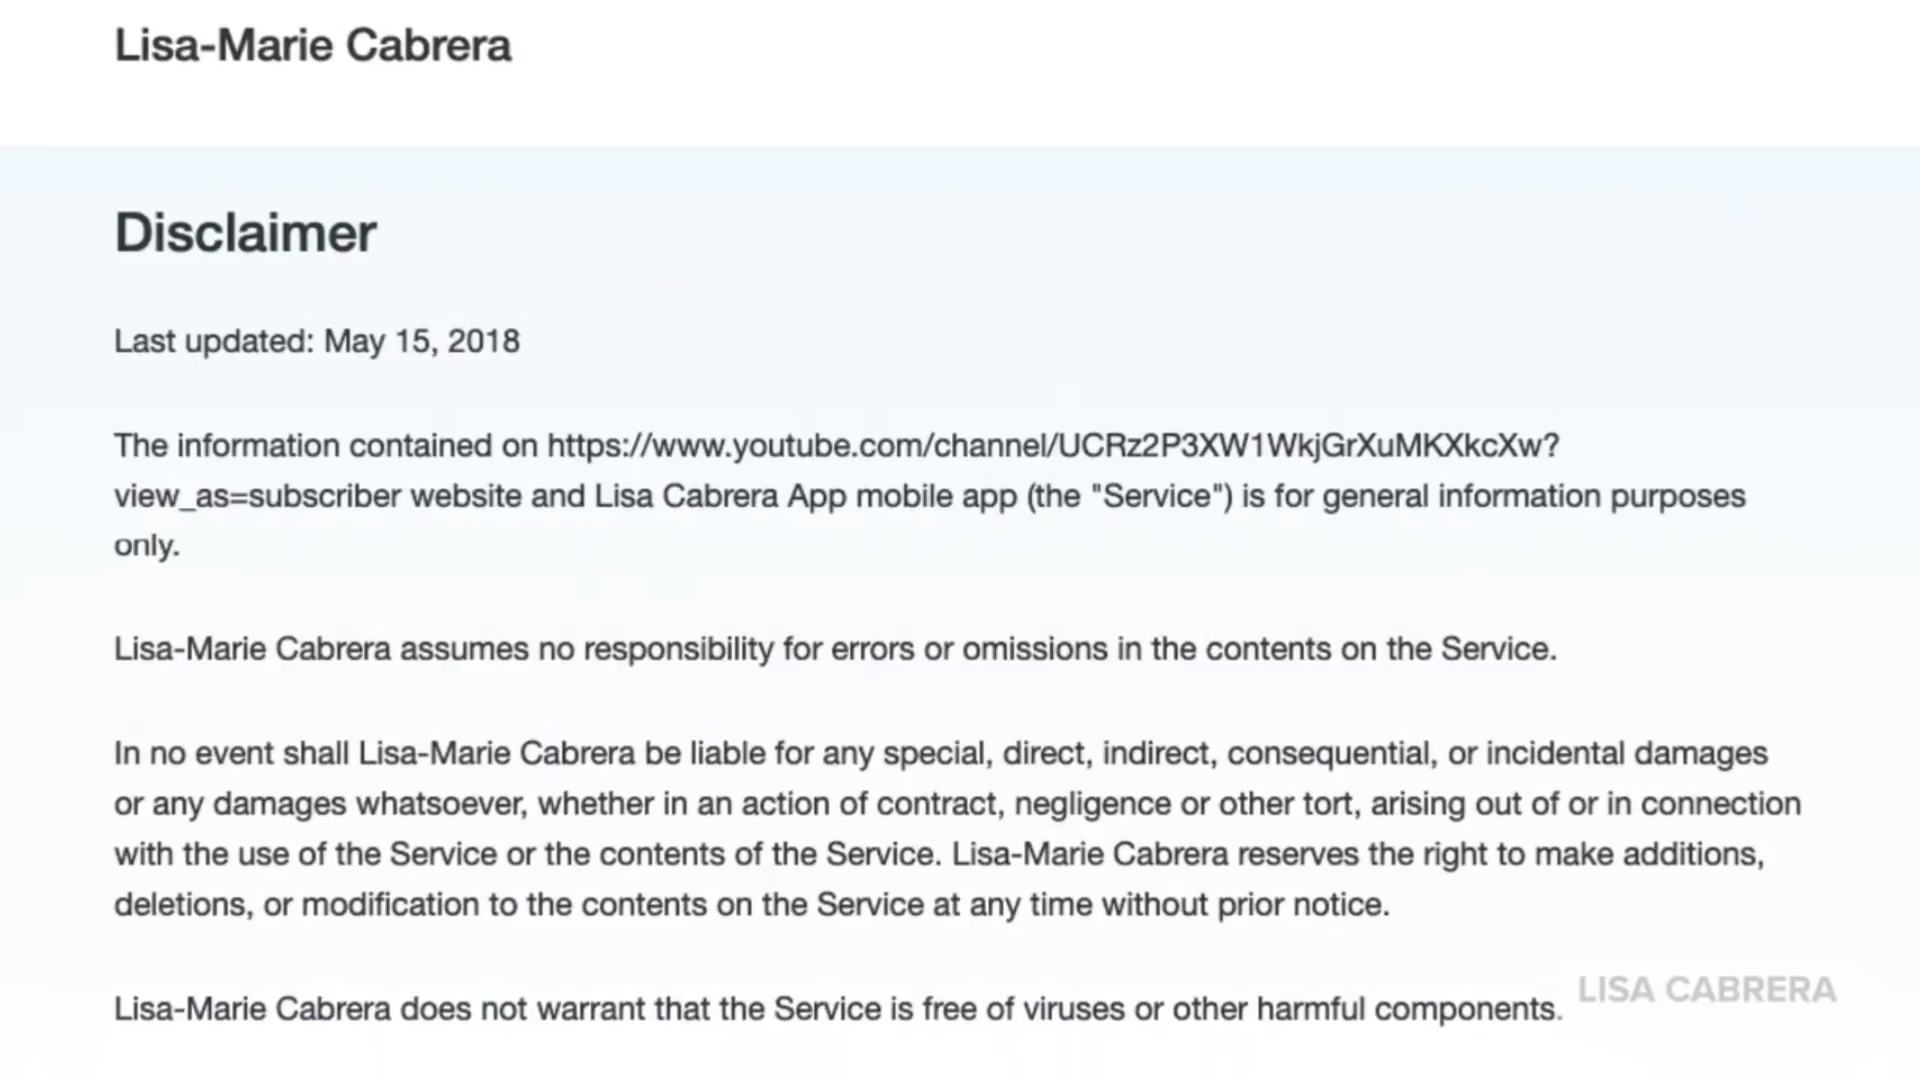 Lisa-Marie Cabrera
Disclaimer
Last updated: May 15, 2018
The information contained on https://www.youtube.com/channel/UCRz2P3XW1WkjGrXuMKXkcXw?
view_as=subscriber website and Lisa Cabrera App mobile app (the "Service") is for general information purposes
only.
Lisa-Marie Cabrera assumes no responsibility for errors or omissions in the contents on the Service.
In no event shall Lisa-Marie Cabrera be liable for any special, direct, indirect, consequential, or incidental damages
or any damages whatsoever, whether in an action of contract, negligence or other tort, arising out of or in connection
with the use of the Service or the contents of the Service. Lisa-Marie Cabrera reserves the right to make additions,
deletions, or modification to the contents on the Service at any time without prior notice.
Lisa-Marie Cabrera does not warrant that the Service is free of viruses or other harmful components.
LISA CABRERA